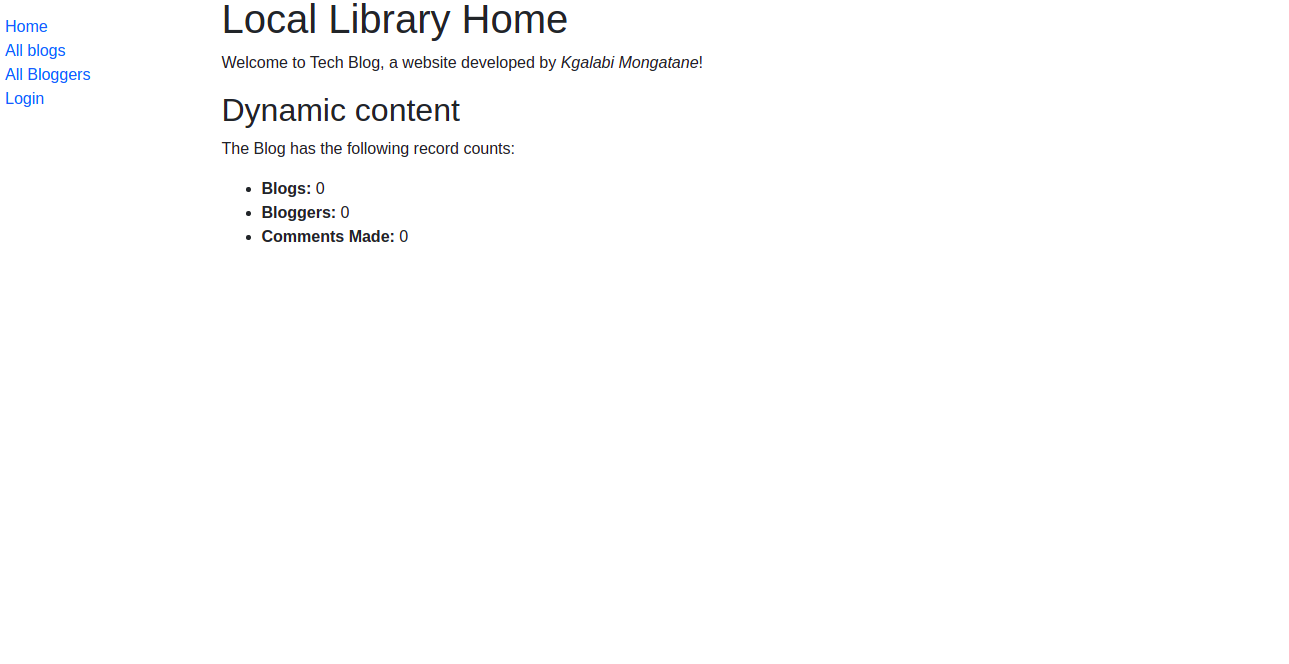 Home
All blogs
All Bloggers
Login
Local Library Home
Welcome to Tech Blog, a website developed by Kgalabi Mongatane!
Dynamic content
The Blog has the following record counts:
Blogs: 0
Bloggers: 0
Comments Made: 0